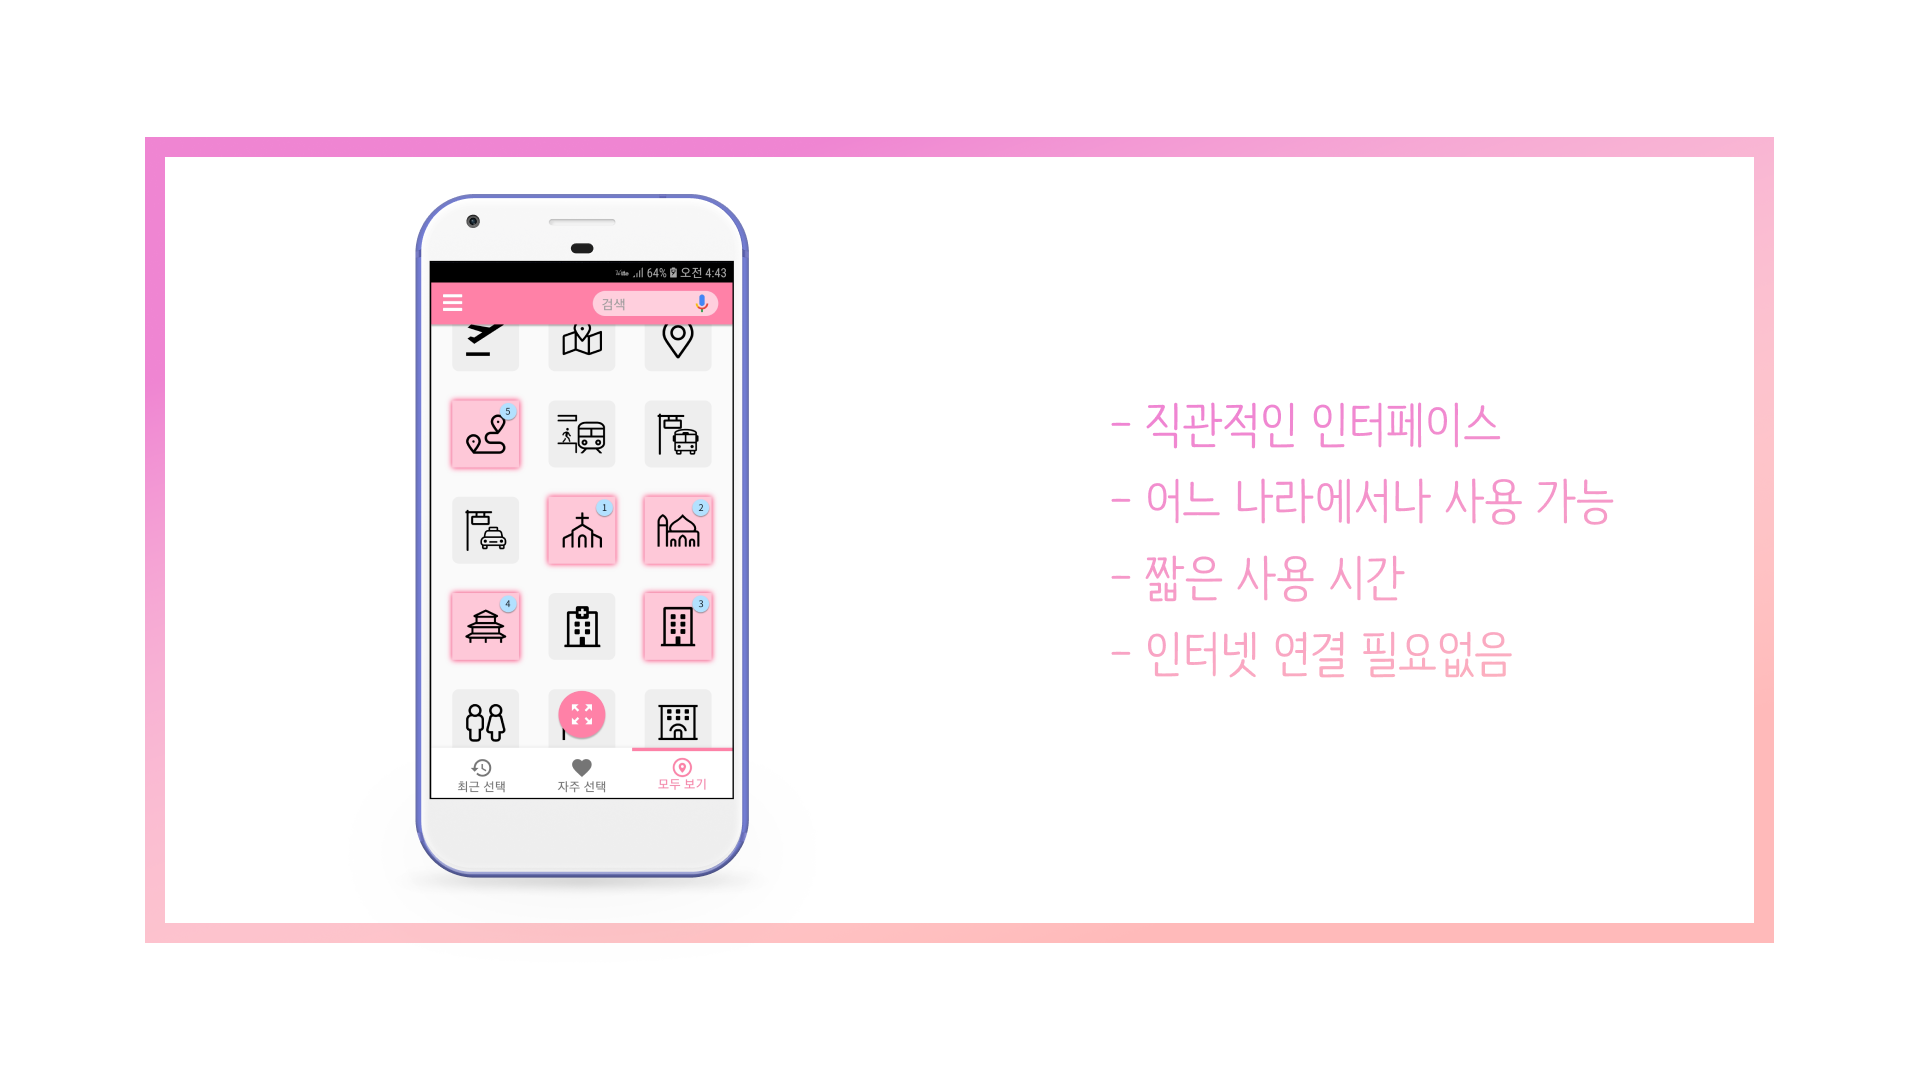 64% 오전 4:43
검색
5
1
2
4
3
최근 선택
자주 선택
모두 보기
- 직관적인 인터페이스
- 어느 나라에서나 사용 가능
- 짧은 사용 시간
- 인터넷 연결 필요없음